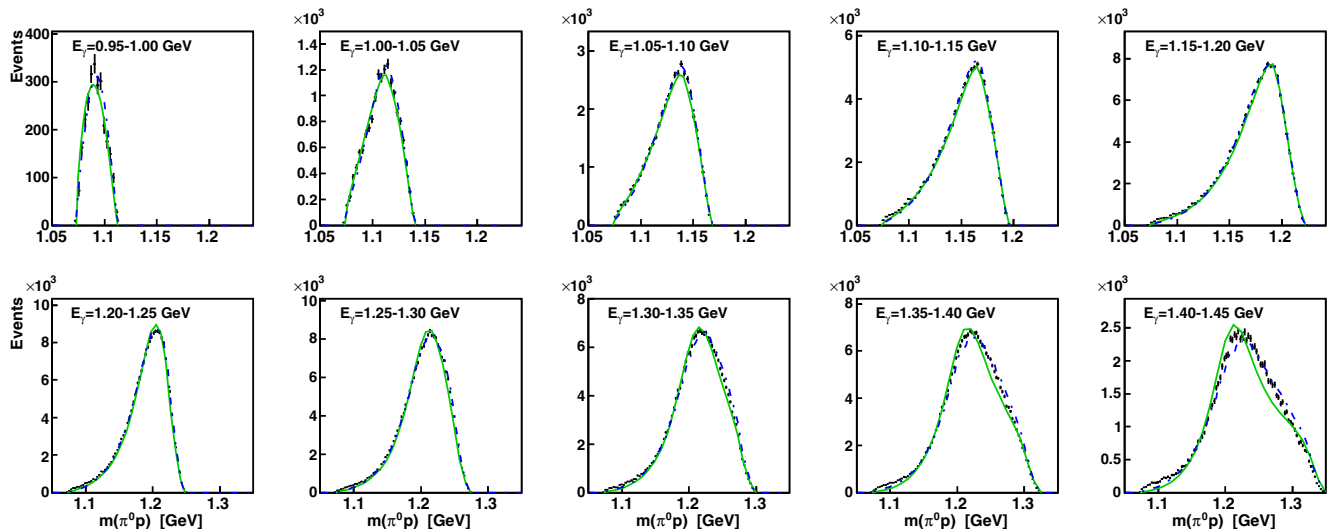 ×10³ ×10³ ×10³ ×10³
Events
400 300 200 100 0
E_γ=0.95-1.00 GeV
1.05 1.1 1.15 1.2
1.4 1.2 1 0.8 0.6 0.4 0.2 0
E_γ=1.00-1.05 GeV
1.05 1.1 1.15 1.2
3 2 1 0
E_γ=1.05-1.10 GeV
1.05 1.1 1.15 1.2
6 4 2 0
E_γ=1.10-1.15 GeV
1.05 1.1 1.15 1.2
8 6 4 2 0
E_γ=1.15-1.20 GeV
1.05 1.1 1.15 1.2
×10³ ×10³ ×10³ ×10³ ×10³
Events
10 8 6 4 2 0
E_γ=1.20-1.25 GeV
1.1 1.2 1.3
m(π⁰p) [GeV]
10 8 6 4 2 0
E_γ=1.25-1.30 GeV
1.1 1.2 1.3
m(π⁰p) [GeV]
8 6 4 2 0
E_γ=1.30-1.35 GeV
1.1 1.2 1.3
m(π⁰p) [GeV]
8 6 4 2 0
E_γ=1.35-1.40 GeV
1.1 1.2 1.3
m(π⁰p) [GeV]
2.5 2 1.5 1 0.5 0
E_γ=1.40-1.45 GeV
1.1 1.2 1.3
m(π⁰p) [GeV]